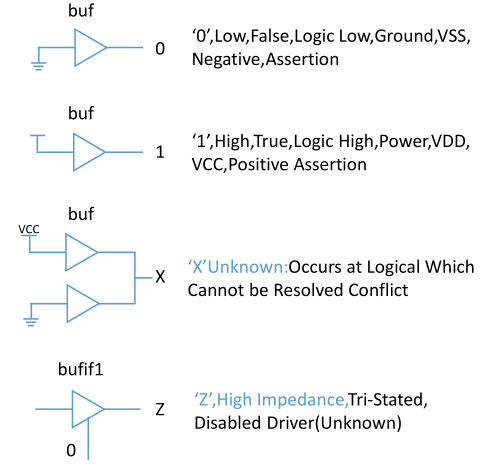 buf
0
‘0’,Low,False,Logic Low,Ground,VSS,
Negative,Assertion
buf
1
‘1’,High,True,Logic High,Power,VDD,
VCC,Positive Assertion
buf
VCC
X
‘X’Unknown:Occurs at Logical Which
Cannot be Resolved Conflict
bufif1
Z
0
‘Z’,High Impedance,Tri-Stated,
Disabled Driver(Unknown)